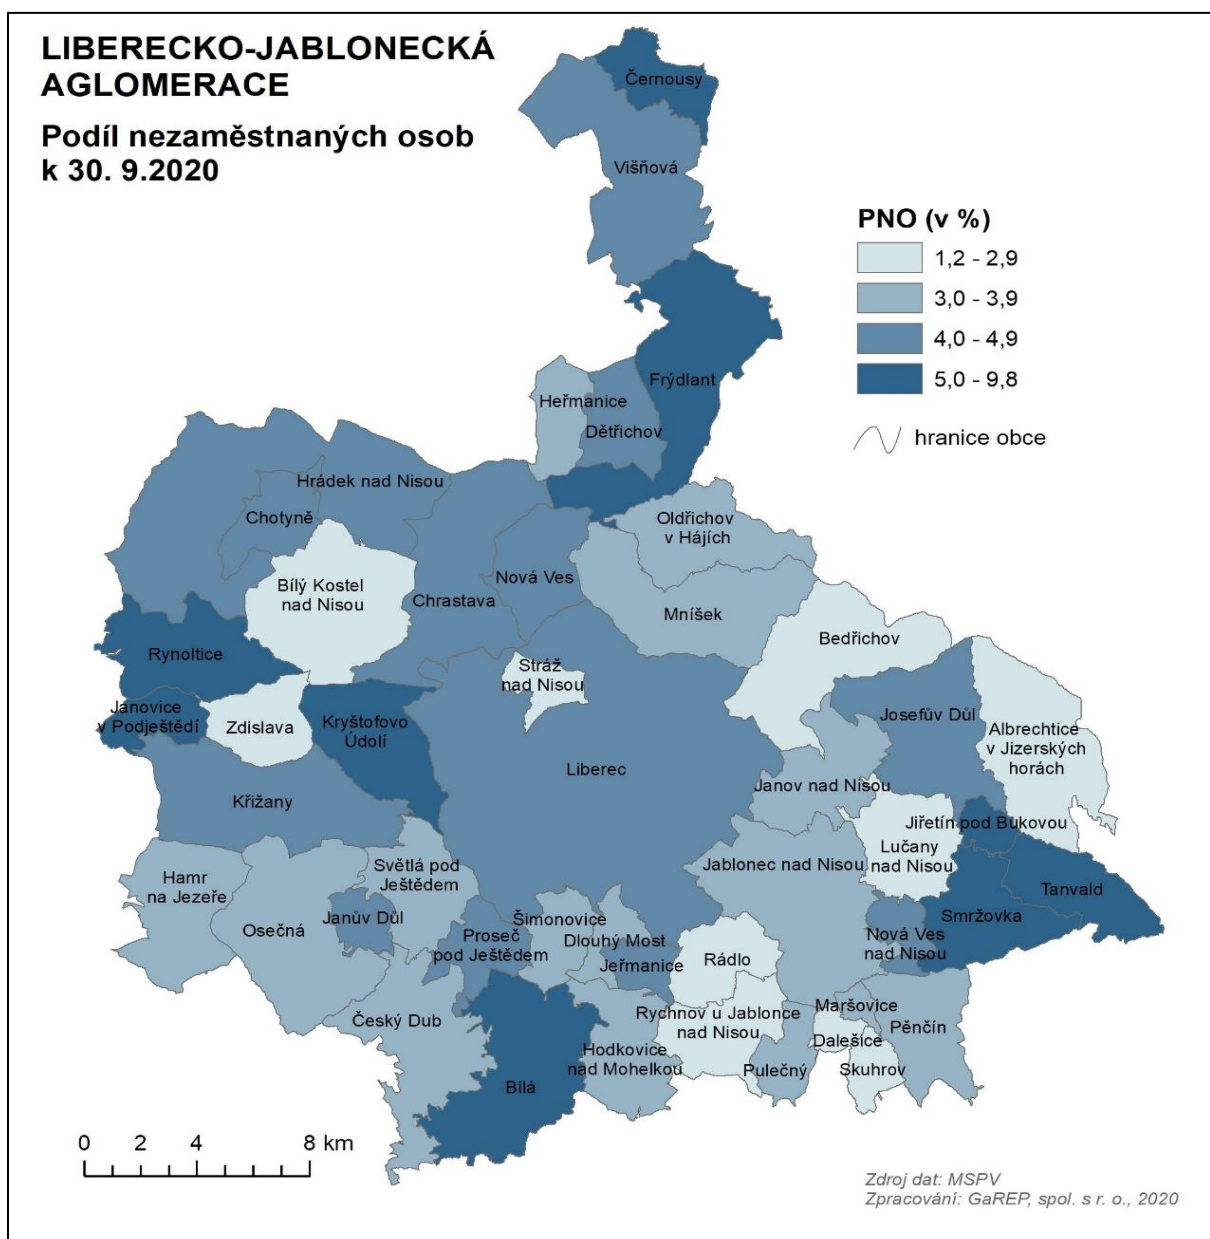 LIBERECKO-JABLONECKÁ
AGLOMERACE
Podíl nezaměstnaných osob
k 30. 9.2020
PNO (v %)
1,2 - 2,9
3,0 - 3,9
4,0 - 4,9
5,0 - 9,8
hranice obce
Černousy
Višňová
Frýdlant
Heřmanice
Dětřichov
Hrádek nad Nisou
Chotyně
Oldřichov
v Hájích
Bílý Kostel
nad Nisou
Chrastava
Nová Ves
Mníšek
Bedřichov
Rynoltice
Stráž
nad Nisou
Janovice
v Podještědí
Zdislava
Kryštofovo
Údolí
Josefův Důl
Albrechtice
v Jizerských
horách
Liberec
Janov nad Nisou
Křižany
Jiřetín pod Bukovou
Lučany
nad Nisou
Jablonec nad Nisou
Hamr
na Jezeře
Světlá pod
Ještědem
Tanvald
Smržovka
Osečná
Janův Důl
Proseč
pod Ještědem
Šimonovice
Dlouhý Most
Jeřmanice
Rádlo
Nová Ves
nad Nisou
Český Dub
Rychnov u Jablonce
nad Nisou
Maršovice
Pěnčín
Dalešice
Hodkovice
nad Mohelkou
Pulečný
Skuhrov
Bílá
0 2 4 8 km
Zdroj dat: MSPV
Zpracování: GaREP, spol. s r. o., 2020